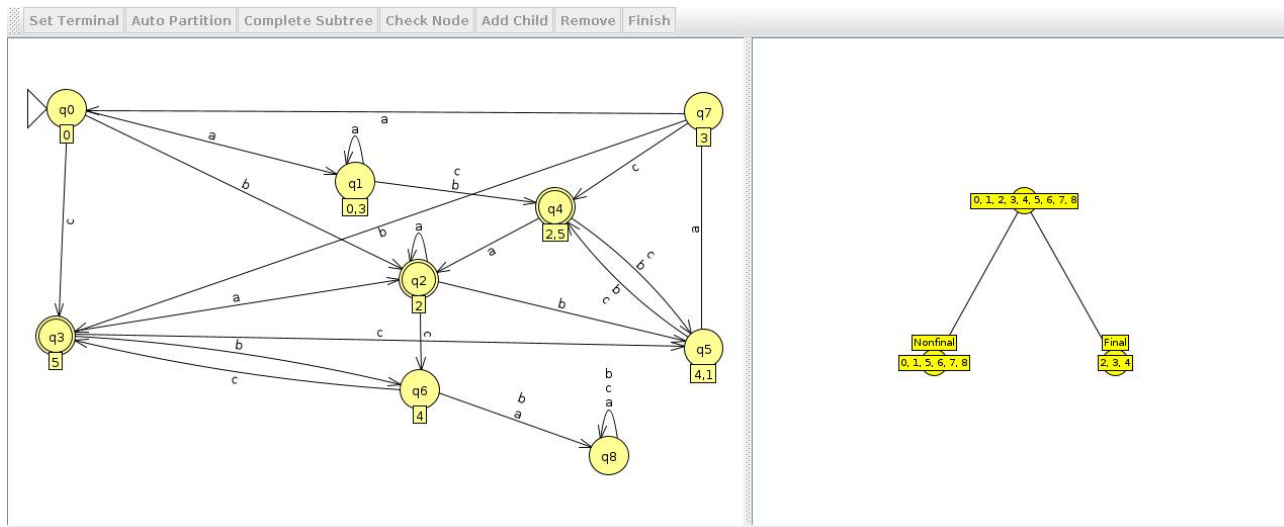 Set Terminal Auto Partition Complete Subtree Check Node Add Child Remove Finish
q0
0
q7
3
a
a
a
q1
0,3
c
b
c
q4
2,5
b
b
c
a
q2
2
a
c
b
b
c
a
a
b
c
q3
5
a
c
b
c
c
q5
4,1
q6
4
b
a
b
c
a
q8
0, 1, 2, 3, 4, 5, 6, 7, 8
Nonfinal
0, 1, 5, 6, 7, 8
Final
2, 3, 4